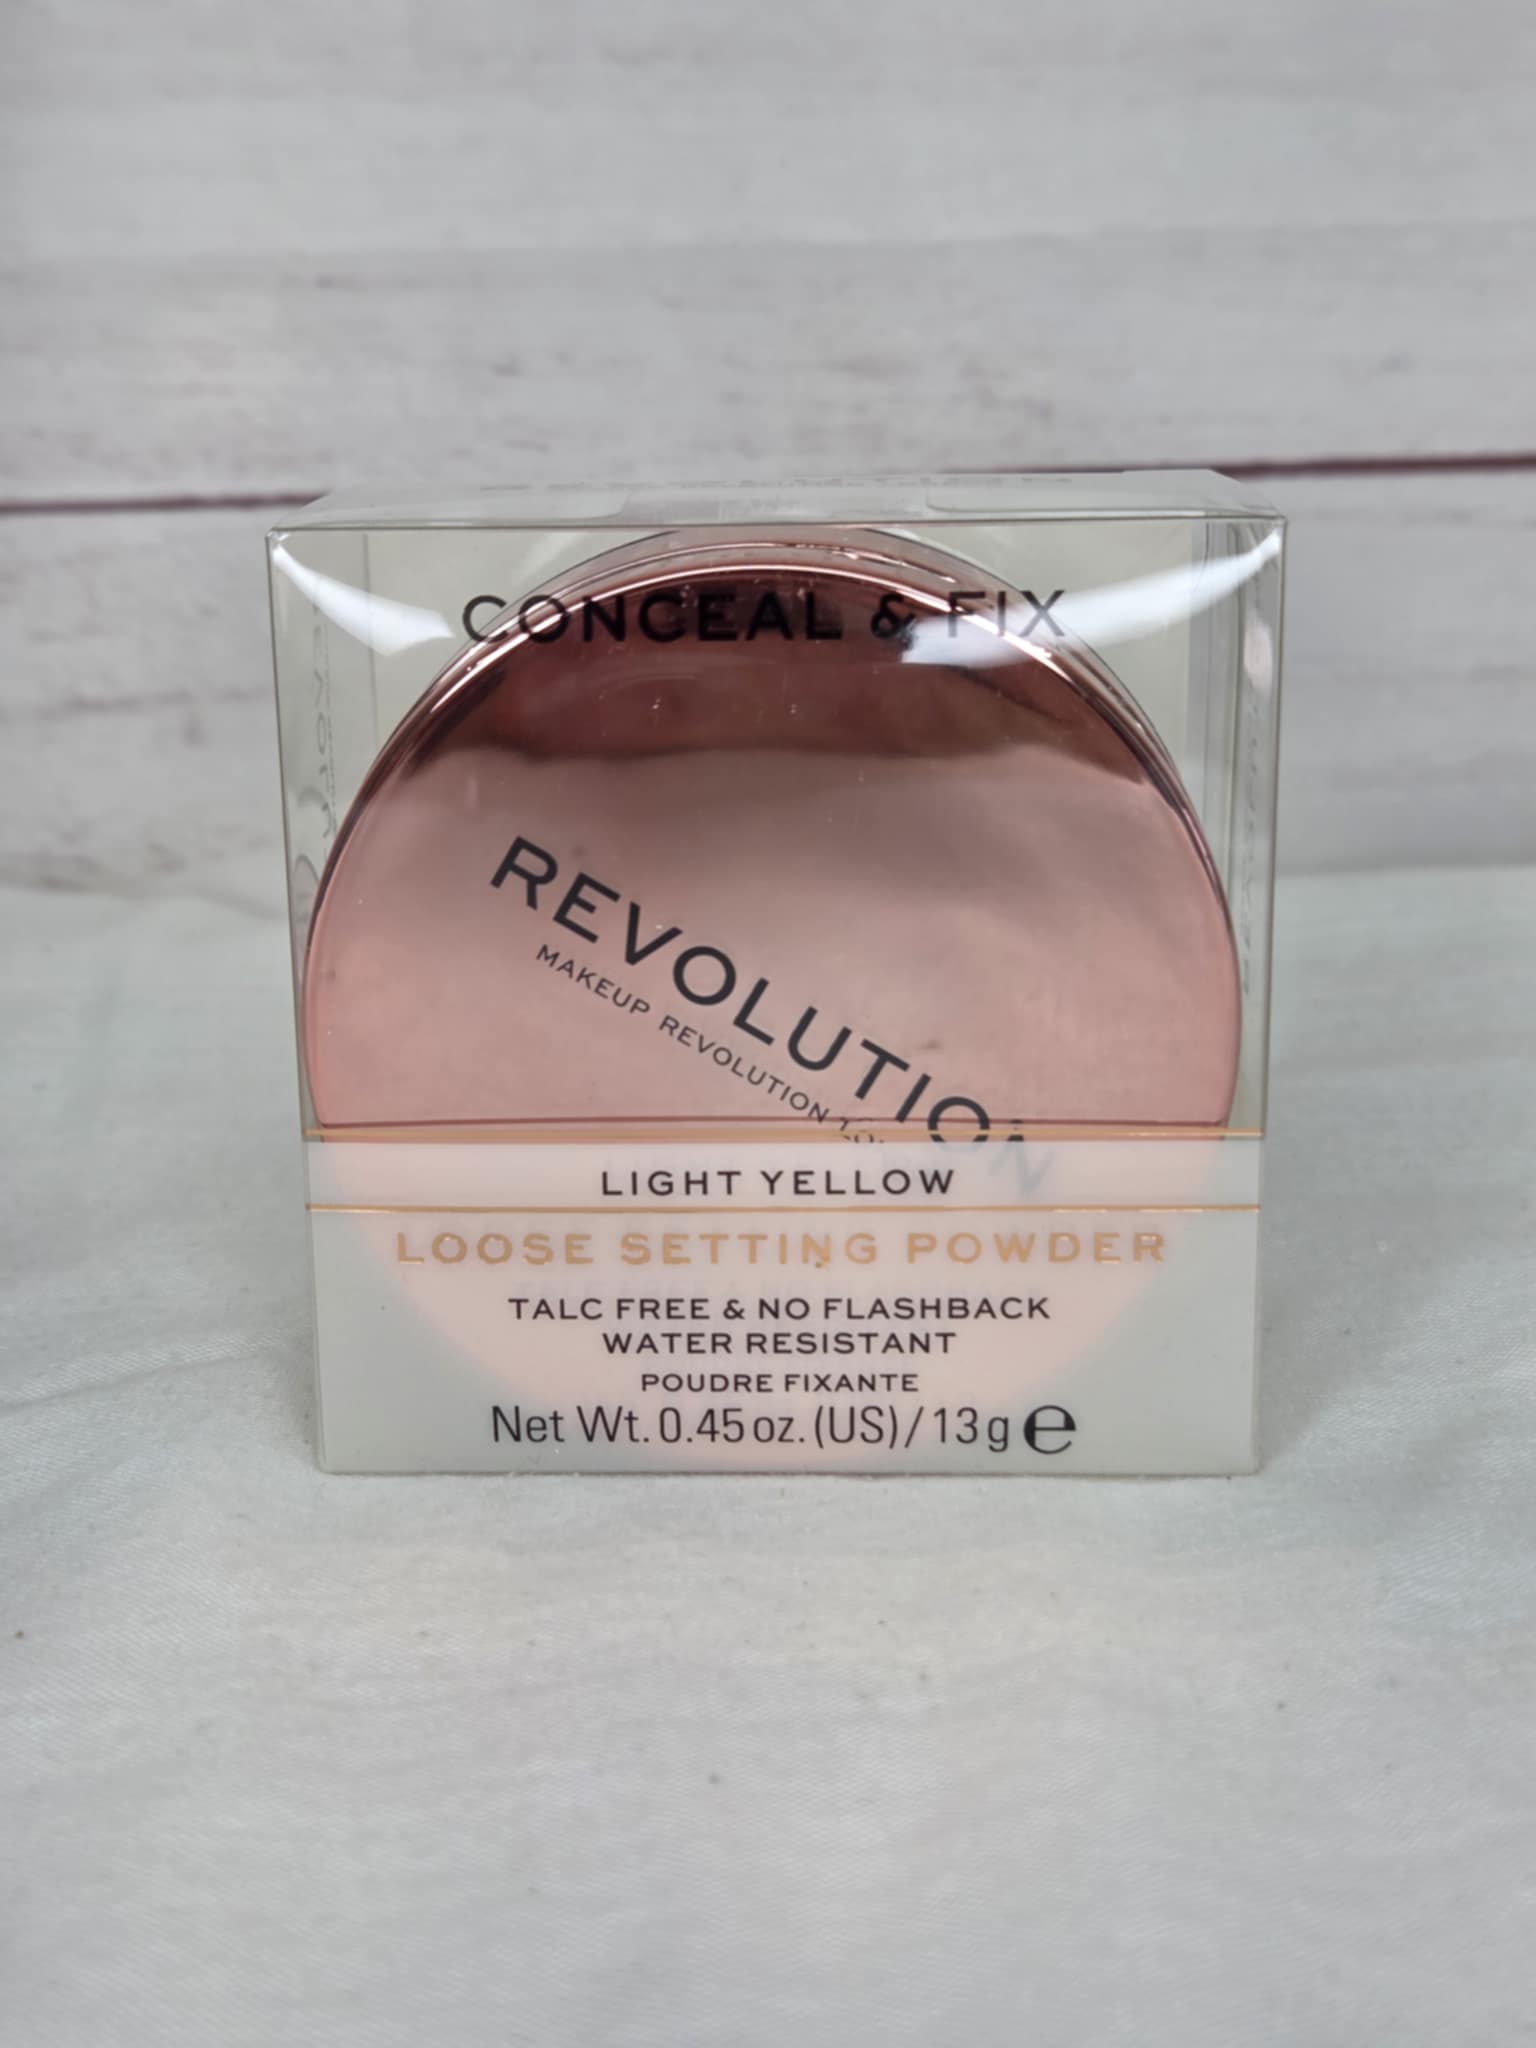 CONCEAL & FIX
REVOLUTION
MAKEUP REVOLUTION
LIGHT YELLOW
LOOSE SETTING POWDER
TALC FREE & NO FLASHBACK
WATER RESISTANT
POUDRE FIXANTE
Net Wt. 0.45 oz. (US) / 13 g ℮